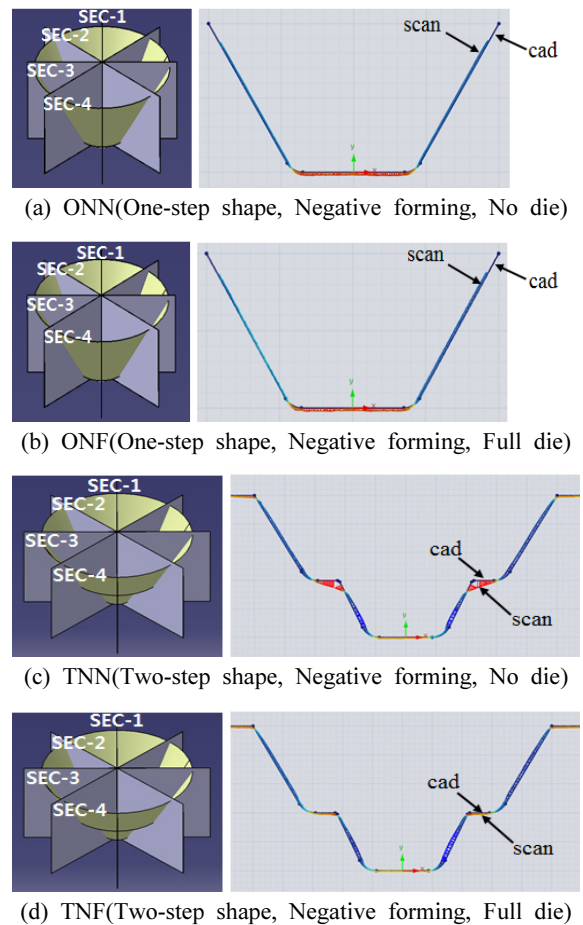 SEC-1
SEC-2
SEC-3
SEC-4
scan
cad
y
x
(a) ONN(One-step shape, Negative forming, No die)
SEC-1
SEC-2
SEC-3
SEC-4
scan
cad
y
x
(b) ONF(One-step shape, Negative forming, Full die)
SEC-1
SEC-2
SEC-3
SEC-4
cad
scan
y
x
(c) TNN(Two-step shape, Negative forming, No die)
SEC-1
SEC-2
SEC-3
SEC-4
cad
scan
y
x
(d) TNF(Two-step shape, Negative forming, Full die)